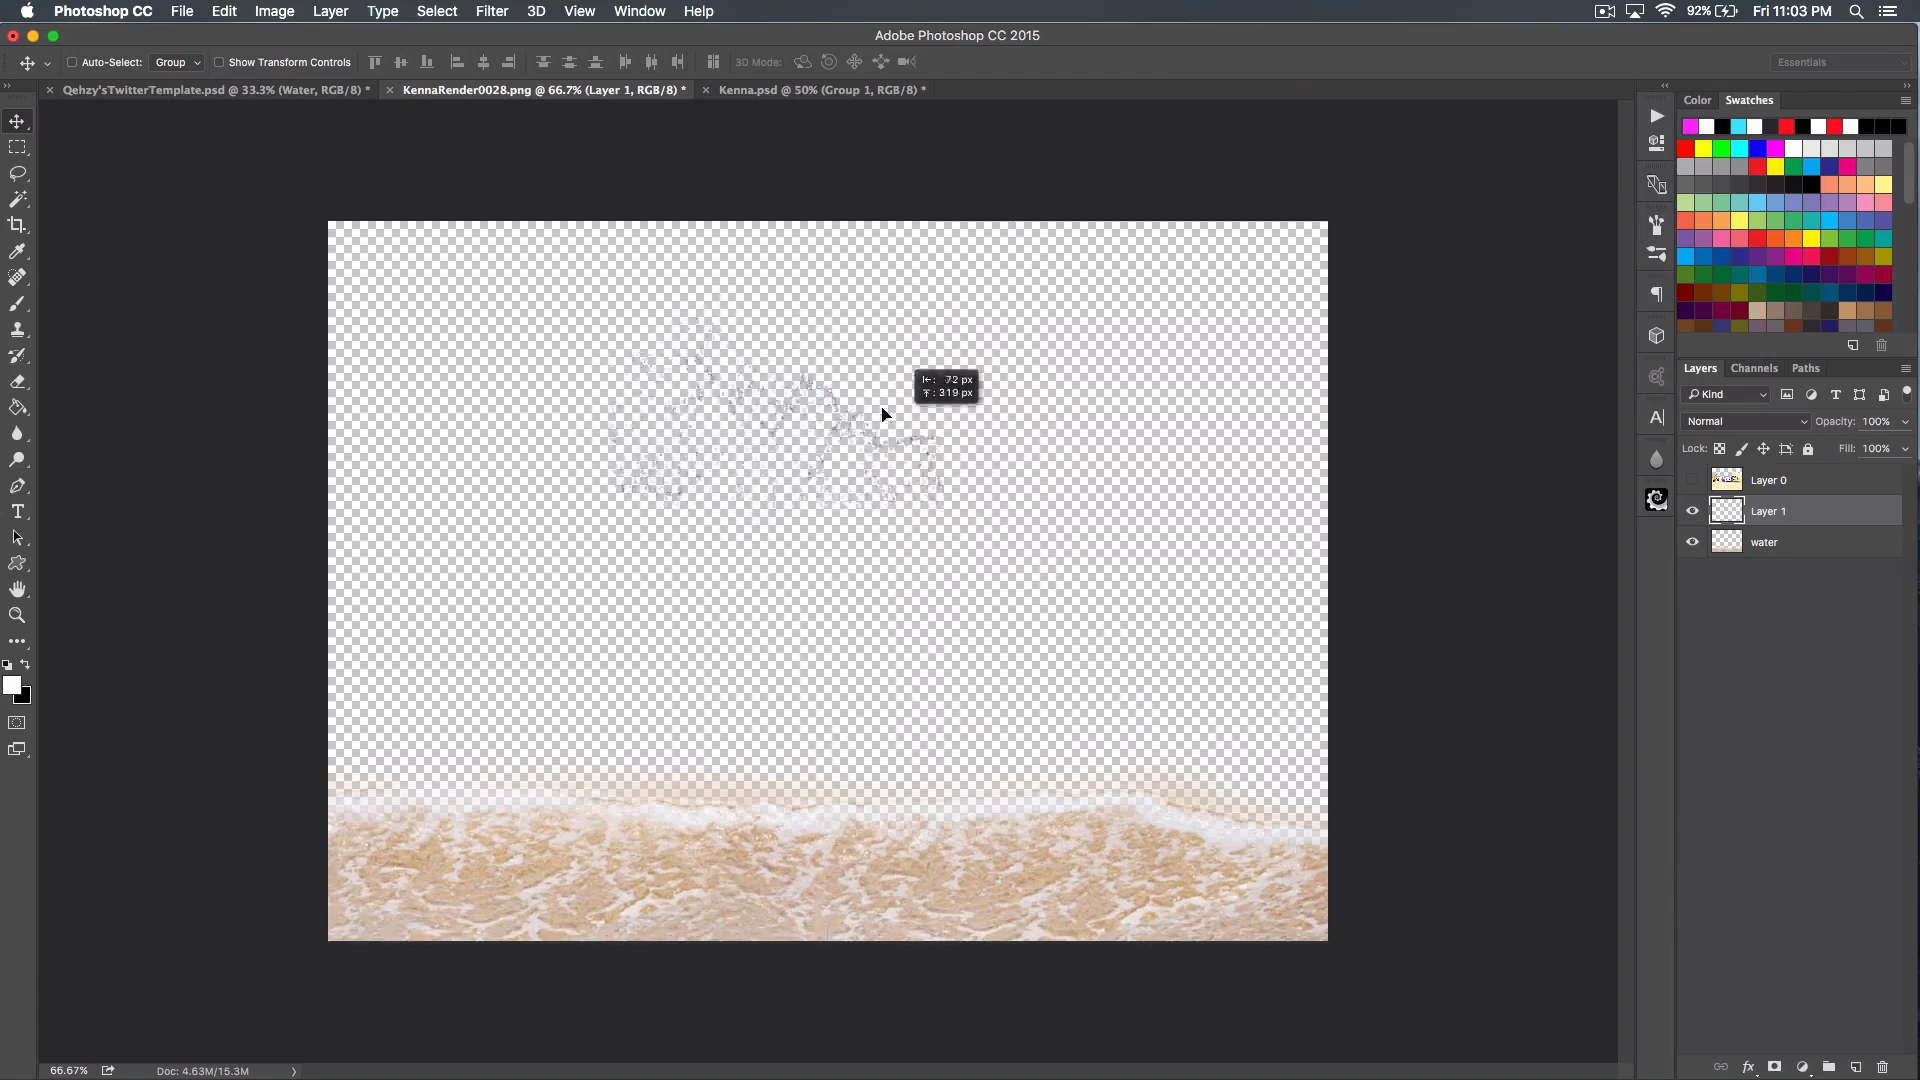 Photoshop CC File Edit Image Layer Type Select Filter 3D View Window Help 92% Fri 11:03 PM
Adobe Photoshop CC 2015
Auto-Select: Group Show Transform Controls 3D Mode: Essentials
Qehzy'sTwitterTemplate.psd @ 33.3% (Water, RGB/8) * KennaRender0028.png @ 66.7% (Layer 1, RGB/8) * Kenna.psd @ 50% (Group 1, RGB/8) *
Color Swatches
72 px
319 px
Layers Channels Paths
Kind
Normal Opacity: 100%
Lock: Fill: 100%
Layer 0
Layer 1
water
66.67% Doc: 4.63M/15.3M